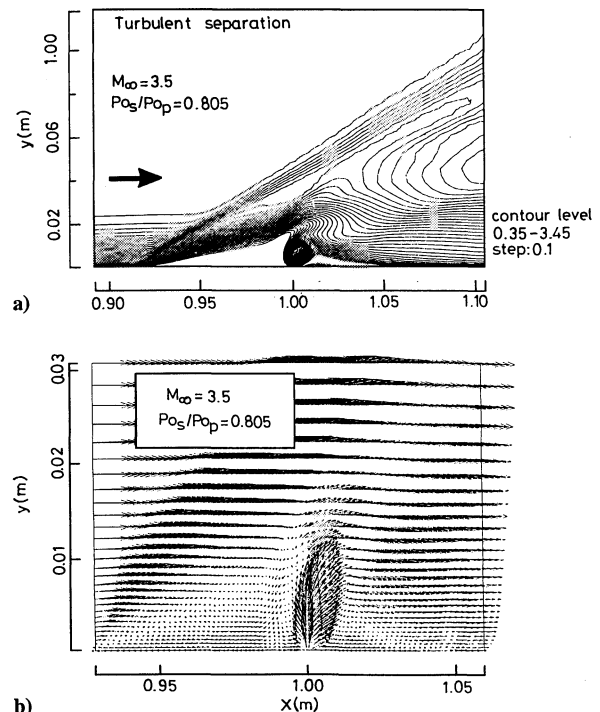 Turbulent separation
M∞=3.5
Pos/Pop=0.805
y(m)
1.00
0.06
0.02
contour level
0.35-3.45
step:0.1
0.90 0.95 1.00 1.05 1.10
a)
M∞=3.5
Pos/Pop=0.805
y(m)
0.03
0.02
0.01
0.95 1.00 1.05
X(m)
b)